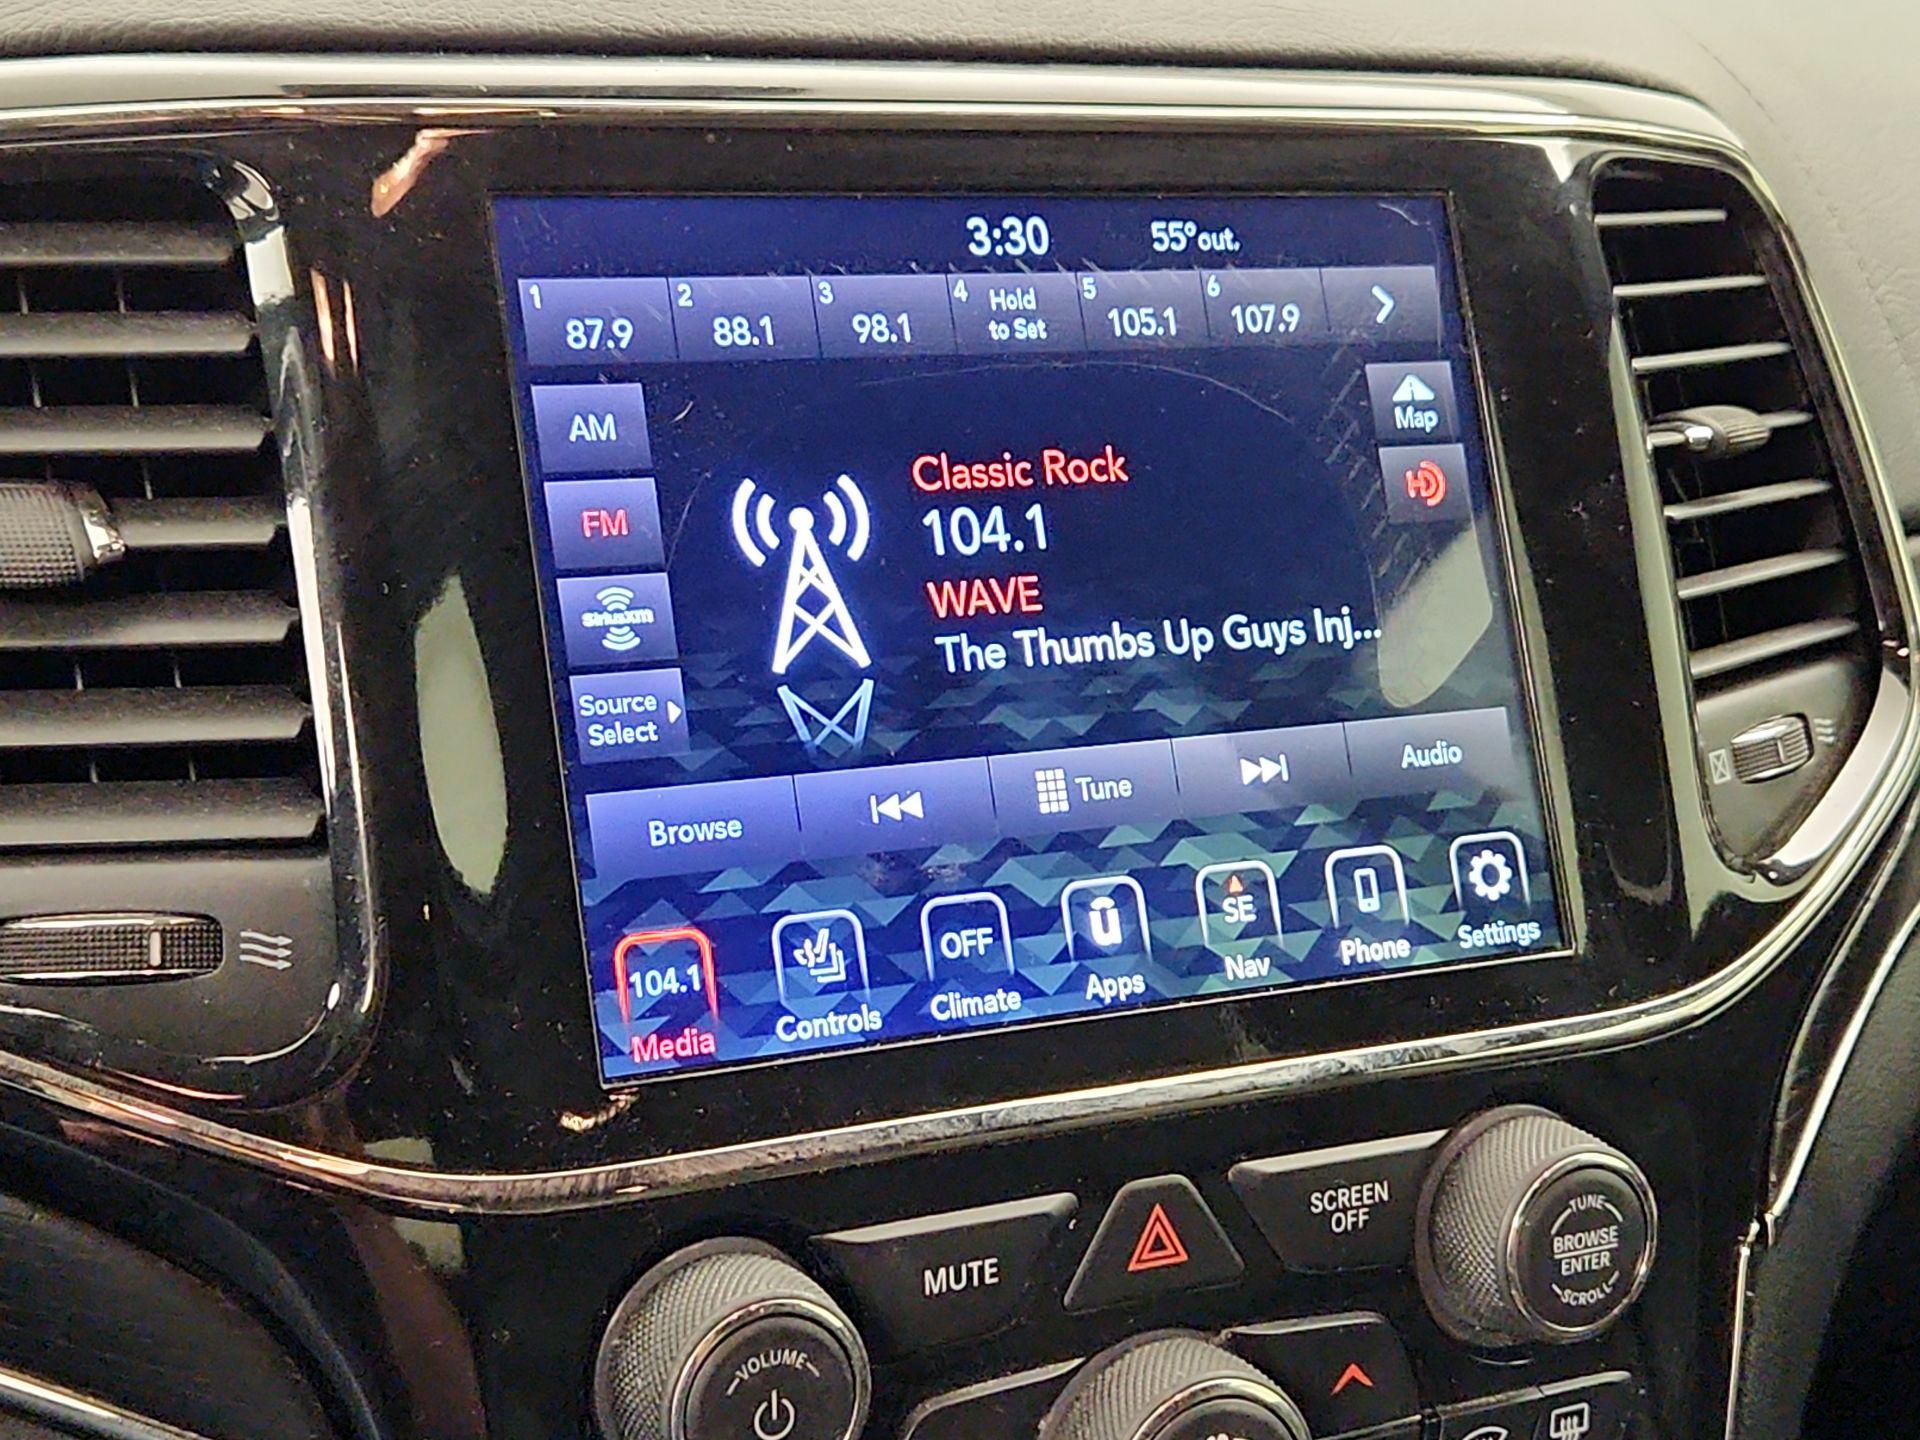 3:30 55° out.
1 2 3 4 Hold 5 6
87.9 88.1 98.1 to Set 105.1 107.9
AM
Map
Classic Rock
HD
FM
104.1
WAVE
SiriusXM
The Thumbs Up Guys Inj...
Source
Select
Browse Tune Audio
104.1 OFF SE
Media Controls Climate Apps Nav Phone Settings
MUTE
SCREEN
OFF
TUNE
BROWSE
ENTER
SCROLL
VOLUME